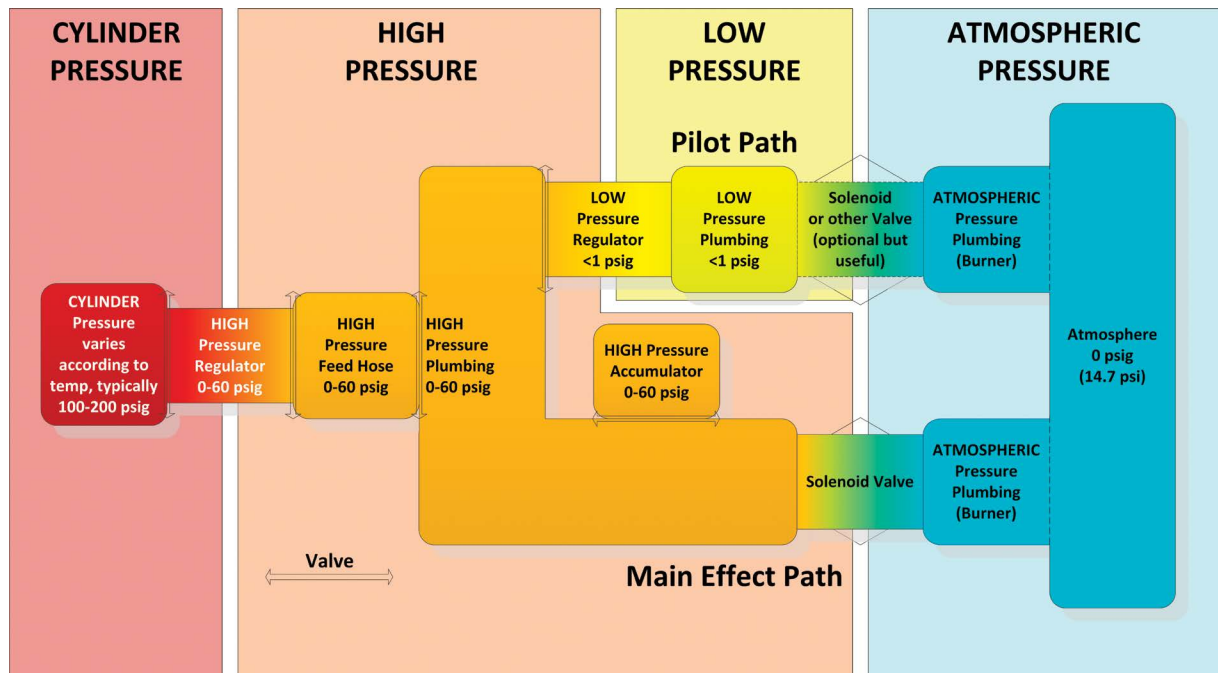 CYLINDER
PRESSURE
HIGH
PRESSURE
LOW
PRESSURE
ATMOSPHERIC
PRESSURE
Pilot Path
LOW
Pressure
Regulator
<1 psig
LOW
Pressure
Plumbing
<1 psig
Solenoid
or other Valve
(optional but
useful)
ATMOSPHERIC
Pressure
Plumbing
(Burner)
CYLINDER
Pressure
varies
according to
temp, typically
100-200 psig
HIGH
Pressure
Regulator
0-60 psig
HIGH
Pressure
Feed Hose
0-60 psig
HIGH
Pressure
Plumbing
0-60 psig
HIGH Pressure
Accumulator
0-60 psig
Atmosphere
0 psig
(14.7 psi)
Solenoid Valve
ATMOSPHERIC
Pressure
Plumbing
(Burner)
Valve
Main Effect Path